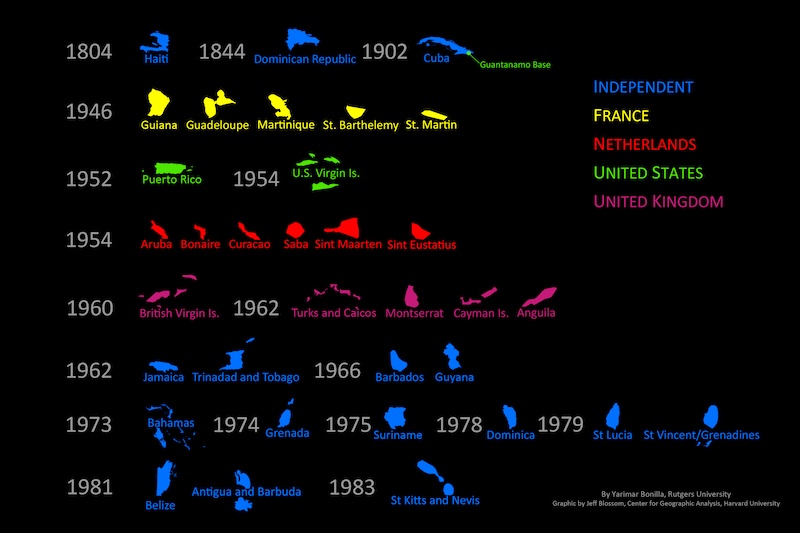 1804 Haiti 1844 Dominican Republic 1902 Cuba Guantanamo Base
INDEPENDENT
1946 Guiana Guadeloupe Martinique St. Barthelemy St. Martin
FRANCE
NETHERLANDS
1952 Puerto Rico 1954 U.S. Virgin Is.
UNITED STATES
UNITED KINGDOM
1954 Aruba Bonaire Curacao Saba Sint Maarten Sint Eustatius
1960 British Virgin Is. 1962 Turks and Caicos Montserrat Cayman Is. Anguila
1962 Jamaica Trinadad and Tobago 1966 Barbados Guyana
1973 Bahamas 1974 Grenada 1975 Suriname 1978 Dominica 1979 St Lucia St Vincent/Grenadines
1981 Belize Antigua and Barbuda 1983 St Kitts and Nevis
By Yarimar Bonilla, Rutgers University
Graphic by Jeff Blossom, Center for Geographic Analysis, Harvard University